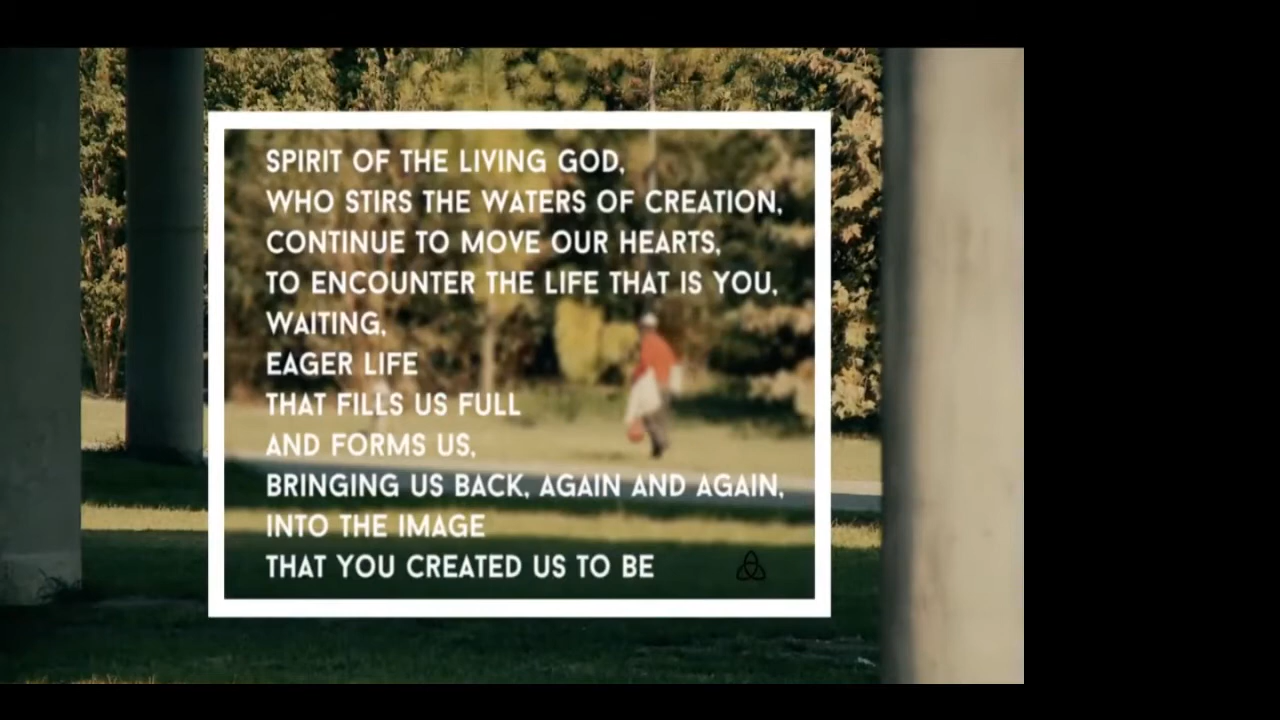 SPIRIT OF THE LIVING GOD,
WHO STIRS THE WATERS OF CREATION,
CONTINUE TO MOVE OUR HEARTS,
TO ENCOUNTER THE LIFE THAT IS YOU,
WAITING,
EAGER LIFE
THAT FILLS US FULL
AND FORMS US,
BRINGING US BACK, AGAIN AND AGAIN,
INTO THE IMAGE
THAT YOU CREATED US TO BE